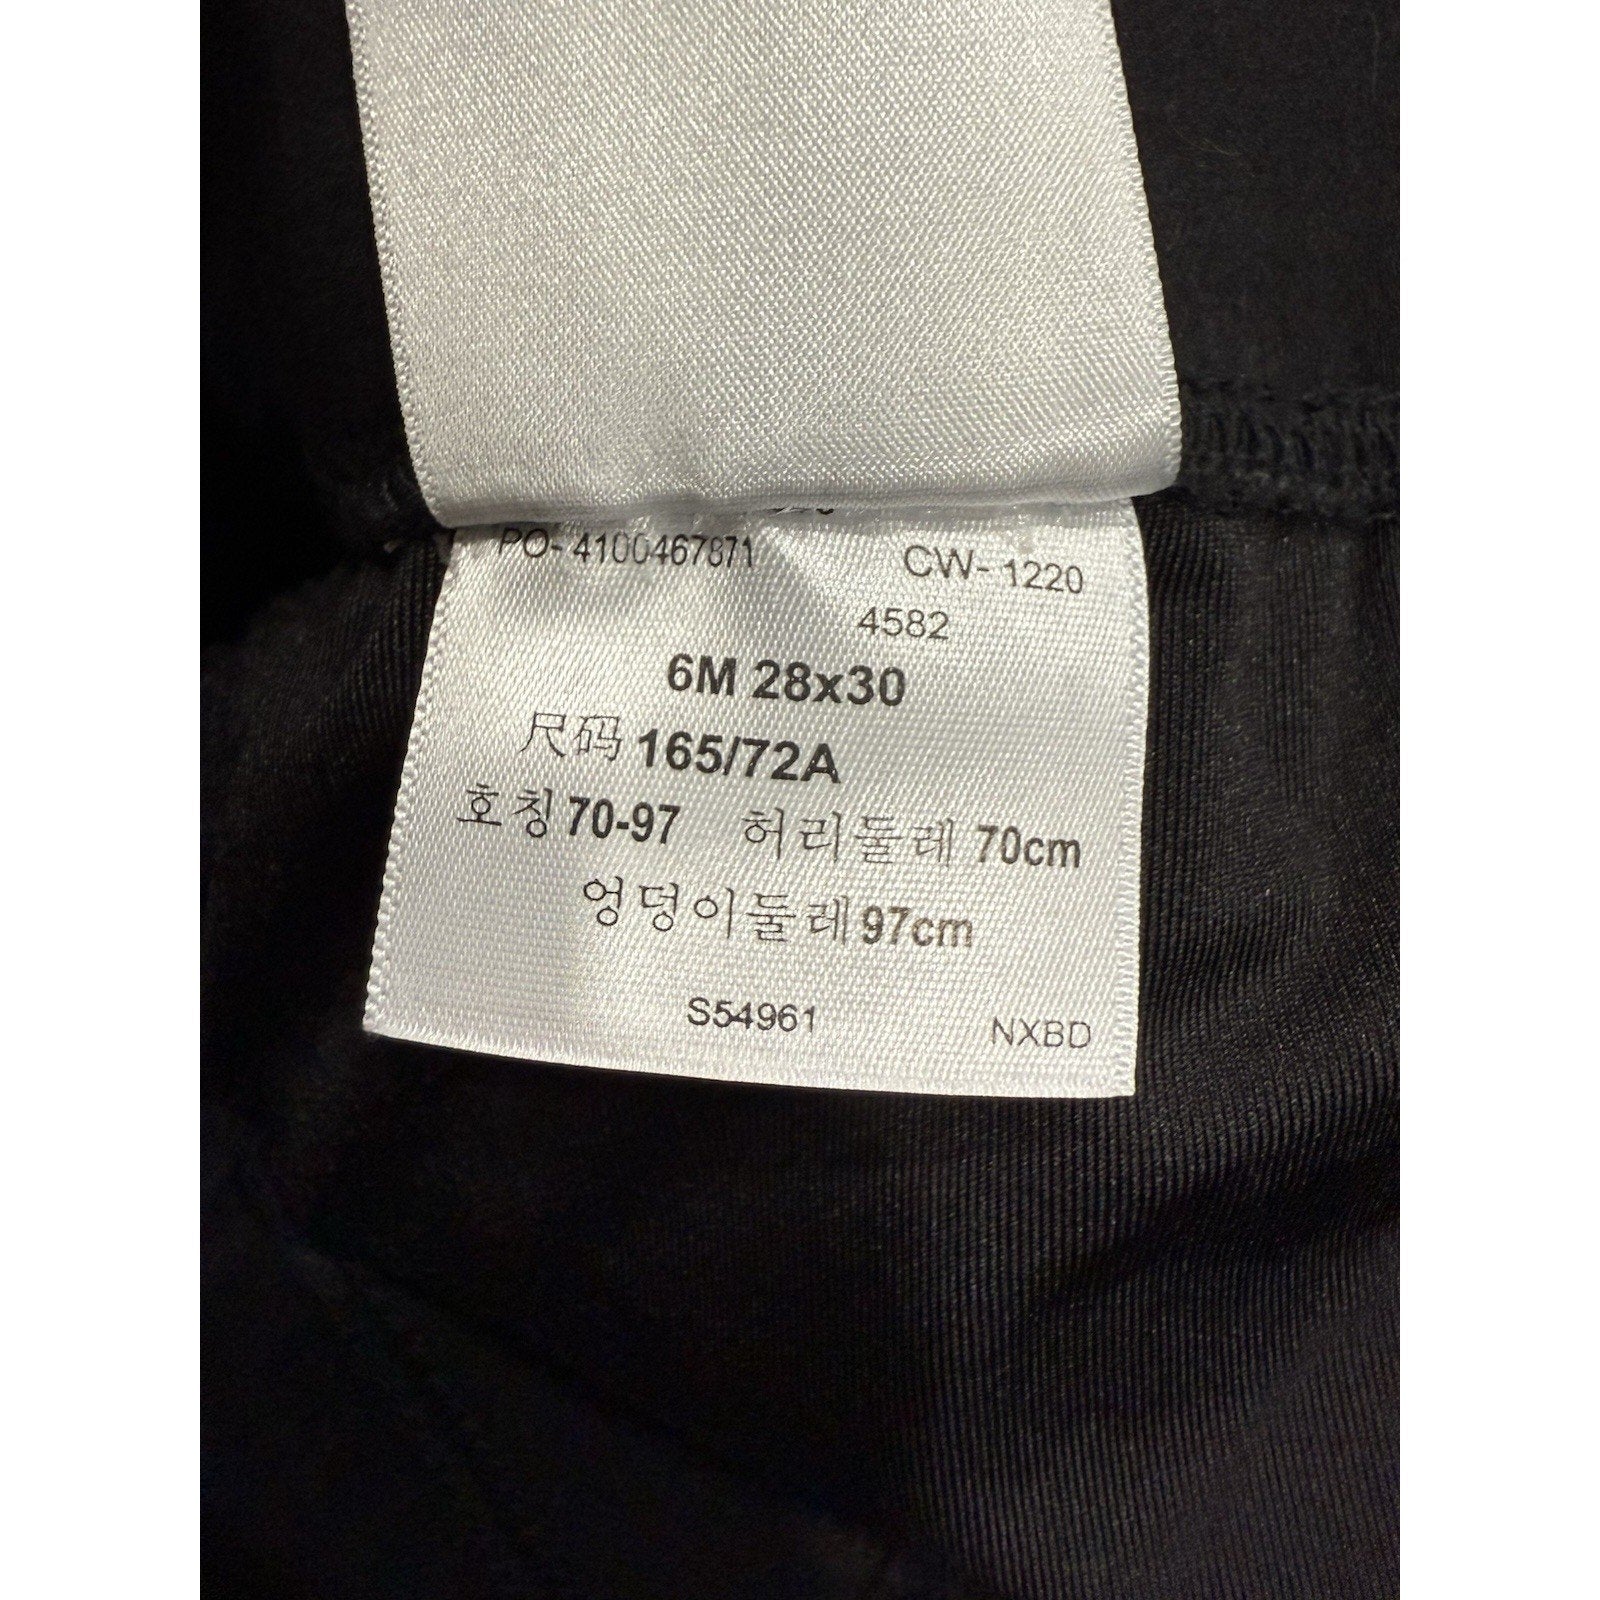 PO- 4100467871 CW- 1220
4582
6M 28x30
尺码 165/72A
호칭 70-97 허리둘레 70cm
엉덩이둘레 97cm
S54961 NXBD